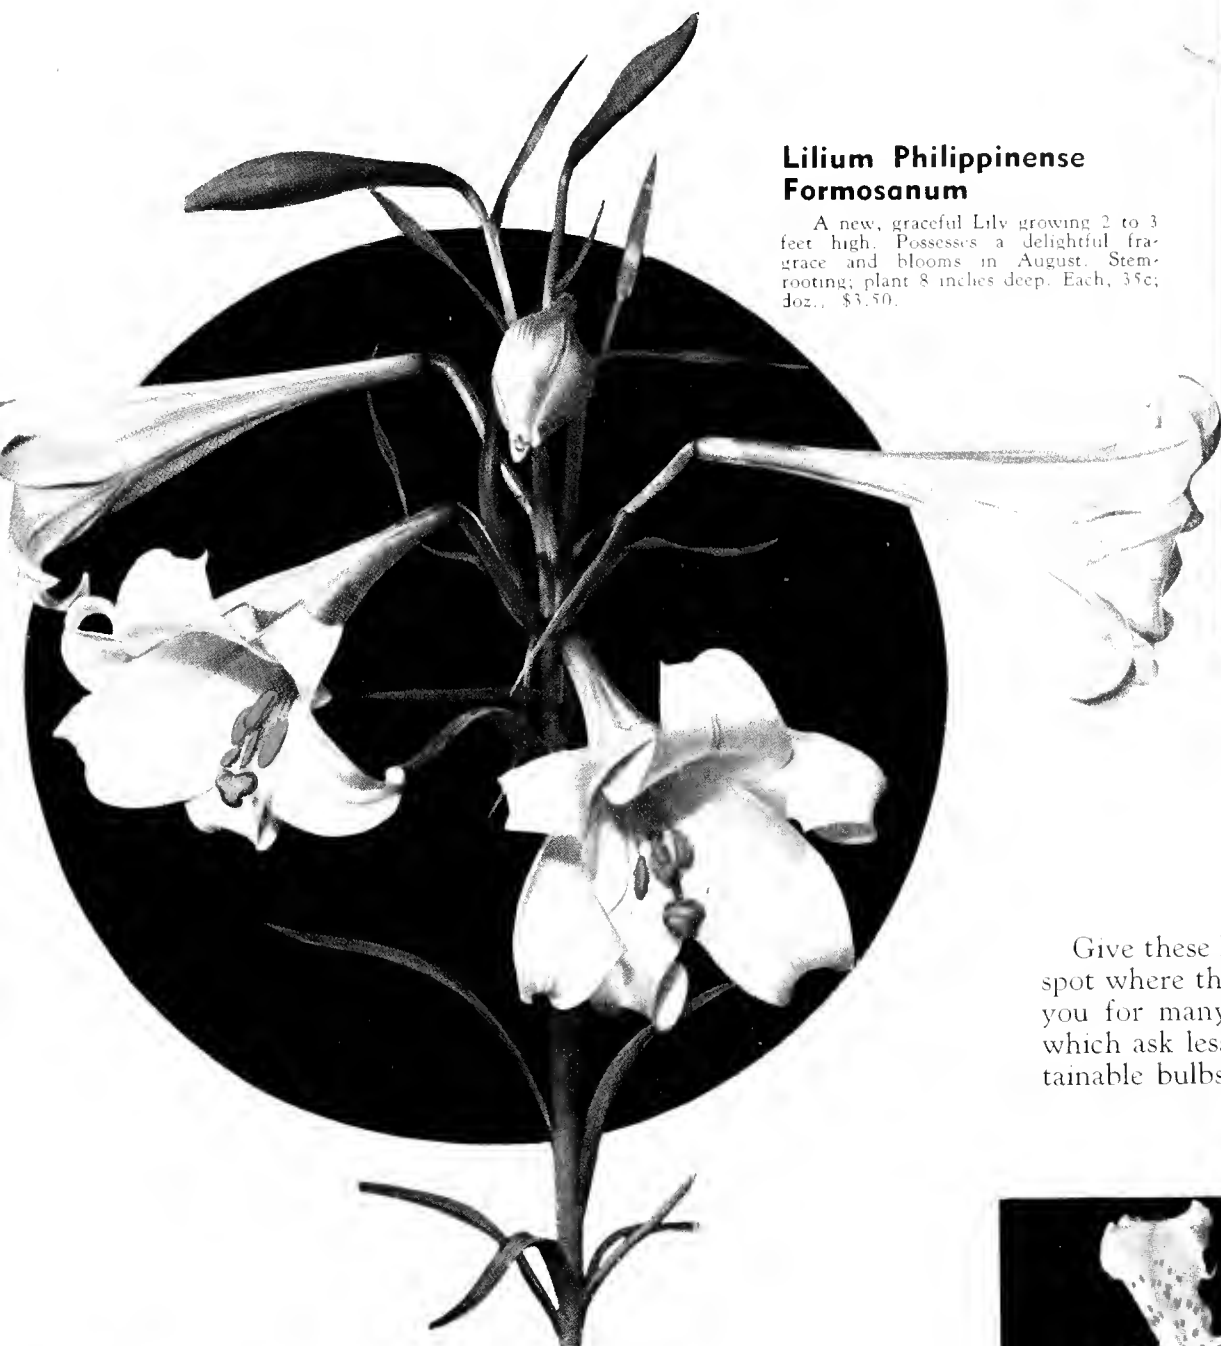 Lilium Philippinense
Formosanum
A new, graceful Lily growing 2 to 3
feet high. Possesses a delightful fra-
grace and blooms in August. Stem-
rooting; plant 8 inches deep. Each, 35c;
doz., $3.50.
Give these
spot where th
you for many
which ask les
tainable bulbs